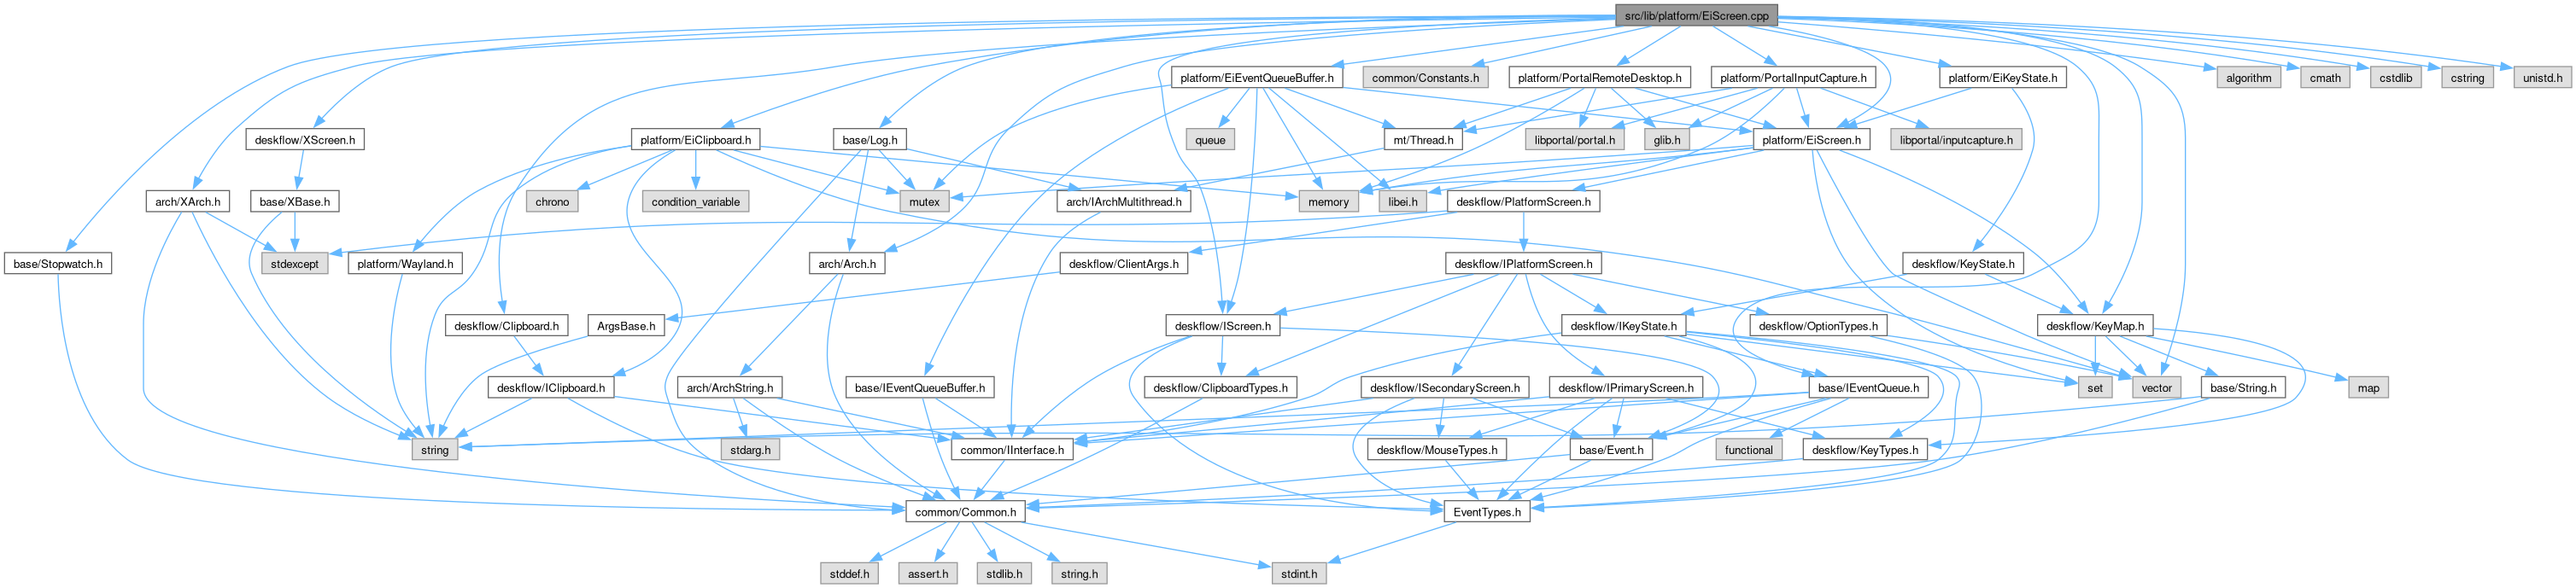 src/lib/platform/EiScreen.cpp
platform/EiEventQueueBuffer.h
common/Constants.h
platform/PortalRemoteDesktop.h
platform/PortalInputCapture.h
platform/EiKeyState.h
algorithm
cmath
cstdlib
cstring
unistd.h
deskflow/XScreen.h
platform/EiClipboard.h
base/Log.h
queue
mt/Thread.h
libportal/portal.h
glib.h
platform/EiScreen.h
libportal/inputcapture.h
arch/XArch.h
base/XBase.h
chrono
condition_variable
mutex
arch/IArchMultithread.h
memory
libei.h
deskflow/PlatformScreen.h
base/Stopwatch.h
stdexcept
platform/Wayland.h
arch/Arch.h
deskflow/ClientArgs.h
deskflow/IPlatformScreen.h
deskflow/KeyState.h
deskflow/Clipboard.h
ArgsBase.h
deskflow/IScreen.h
deskflow/IKeyState.h
deskflow/OptionTypes.h
deskflow/KeyMap.h
deskflow/IClipboard.h
arch/ArchString.h
base/IEventQueueBuffer.h
deskflow/ClipboardTypes.h
deskflow/ISecondaryScreen.h
deskflow/IPrimaryScreen.h
base/IEventQueue.h
set
vector
base/String.h
map
string
stdarg.h
common/IInterface.h
deskflow/MouseTypes.h
base/Event.h
functional
deskflow/KeyTypes.h
common/Common.h
EventTypes.h
stddef.h
assert.h
stdlib.h
string.h
stdint.h